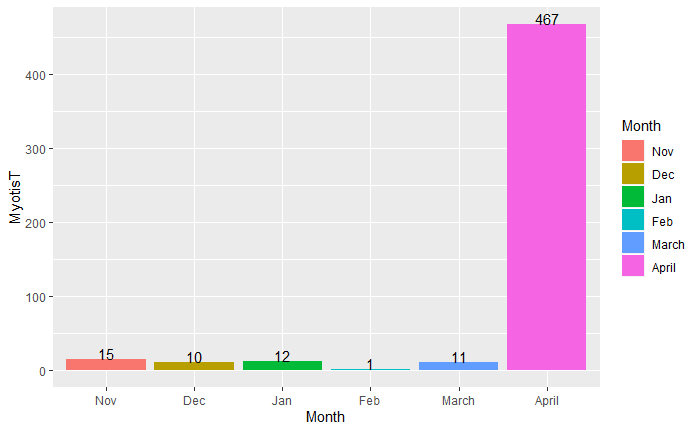 467
400
300
200
100
0
MyotisT
15
10
12
1
11
Nov
Dec
Jan
Feb
March
April
Month
Month
Nov
Dec
Jan
Feb
March
April